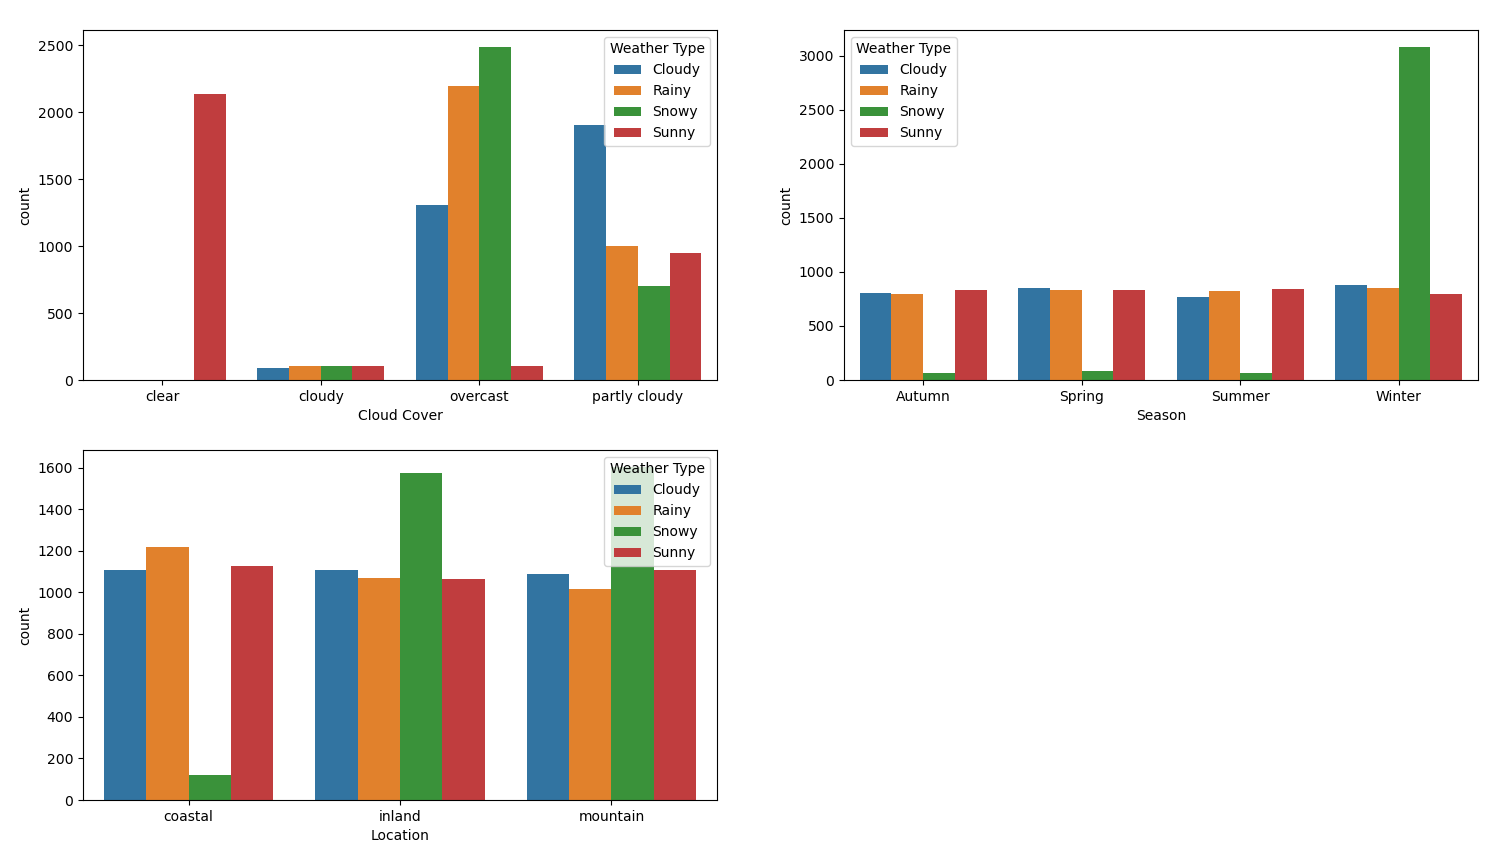 2500
2000
1500
1000
500
0
count
Weather Type
Cloudy
Rainy
Snowy
Sunny
clear cloudy overcast partly cloudy
Cloud Cover
3000
2500
2000
1500
1000
500
0
count
Weather Type
Cloudy
Rainy
Snowy
Sunny
Autumn Spring Summer Winter
Season
1600
1400
1200
1000
800
600
400
200
0
count
Weather Type
Cloudy
Rainy
Snowy
Sunny
coastal inland mountain
Location